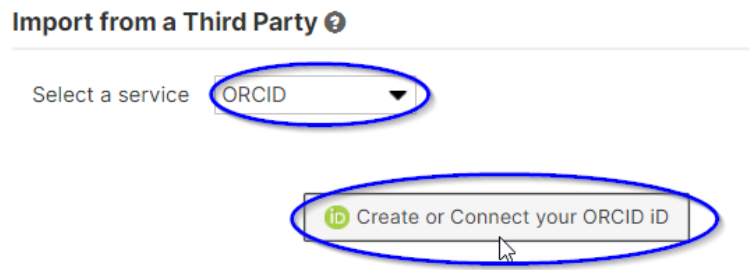 Import from a Third Party ?
Select a service ORCID
iD Create or Connect your ORCID iD